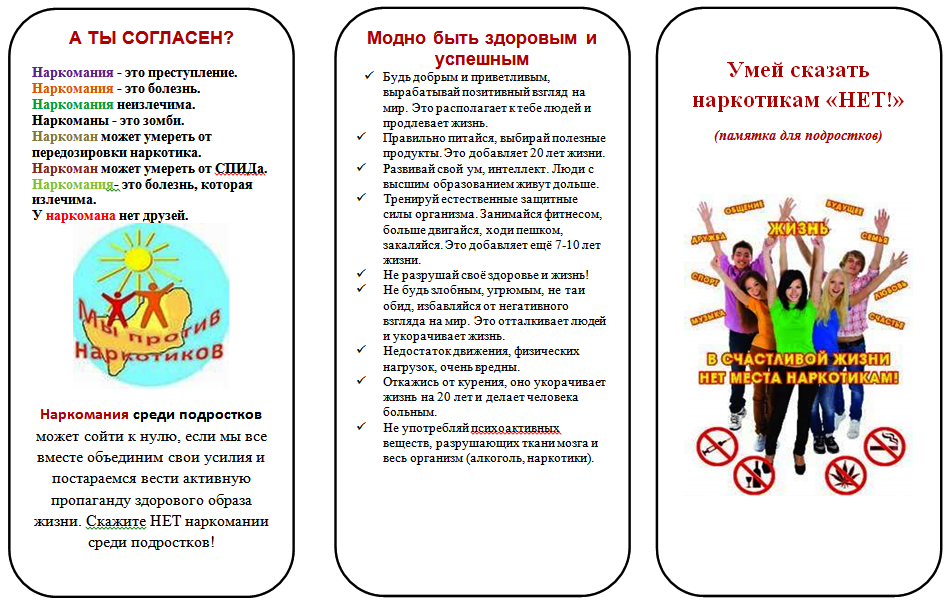 А ТЫ СОГЛАСЕН?
Наркомания - это преступление.
Наркомания - это болезнь.
Наркомания неизлечима.
Наркоманы - это зомби.
Наркоман может умереть от
передозировки наркотика.
Наркоман может умереть от СПИДа.
Наркомания- это болезнь, которая
излечима.
У наркомана нет друзей.
Мы против
наркотиков
Наркомания среди подростков
может сойти к нулю, если мы все
вместе объединим свои усилия и
постараемся вести активную
пропаганду здорового образа
жизни. Скажите НЕТ наркомании
среди подростков!
Модно быть здоровым и
успешным
Будь добрым и приветливым,
вырабатывай позитивный взгляд на
мир. Это располагает к тебе людей и
продлевает жизнь.
Правильно питайся, выбирай полезные
продукты. Это добавляет 20 лет жизни.
Развивай свой ум, интеллект. Люди с
высшим образованием живут дольше.
Тренируй естественные защитные
силы организма. Занимайся фитнесом,
больше двигайся, ходи пешком,
закаляйся. Это добавляет ещё 7-10 лет
жизни.
Не разрушай своё здоровье и жизнь!
Не будь злобным, угрюмым, не таи
обид, избавляйся от негативного
взгляда на мир. Это отталкивает людей
и укорачивает жизнь.
Недостаток движения, физических
нагрузок, очень вредны.
Откажись от курения, оно укорачивает
жизнь на 20 лет и делает человека
больным.
Не употребляй психоактивных
веществ, разрушающих ткани мозга и
весь организм (алкоголь, наркотики).
Умей сказать
наркотикам «НЕТ!»
(памятка для подростков)
ОБЩЕНИЕ
БУДУЩЕЕ
ЖИЗНЬ
ДРУЖБА
СЕМЬЯ
СПОРТ
ЛЮБОВЬ
МУЗЫКА
СЧАСТЬЕ
В СЧАСТЛИВОЙ ЖИЗНИ
НЕТ МЕСТА НАРКОТИКАМ!